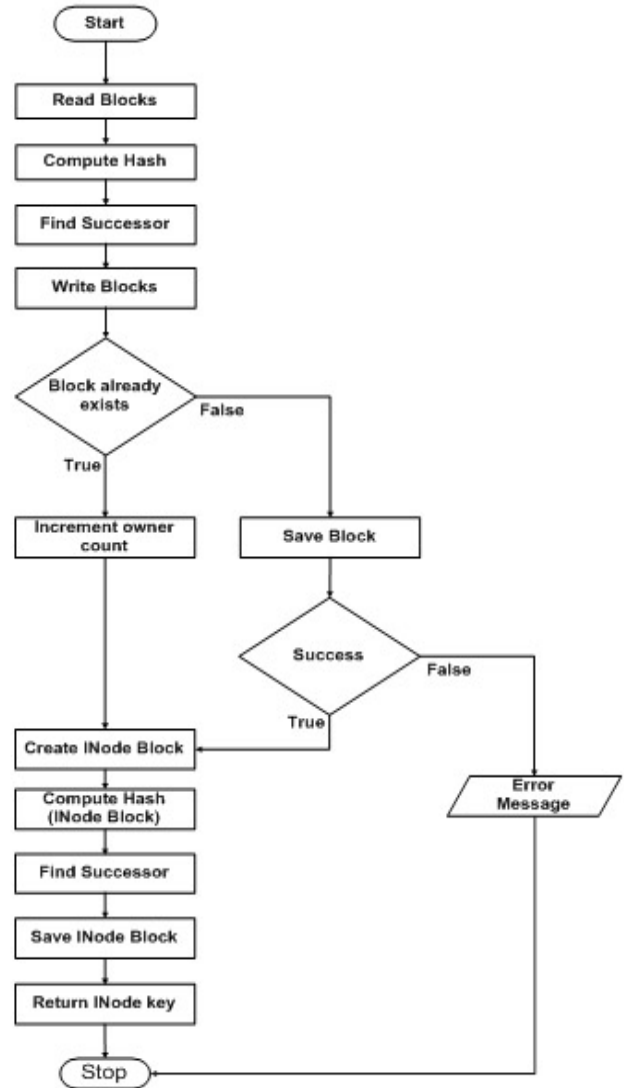 Start
Read Blocks
Compute Hash
Find Successor
Write Blocks
Block already
exists
False
True
Increment owner
count
Save Block
Success
False
True
Create INode Block
Error
Message
Compute Hash
(INode Block)
Find Successor
Save INode Block
Return INode key
Stop